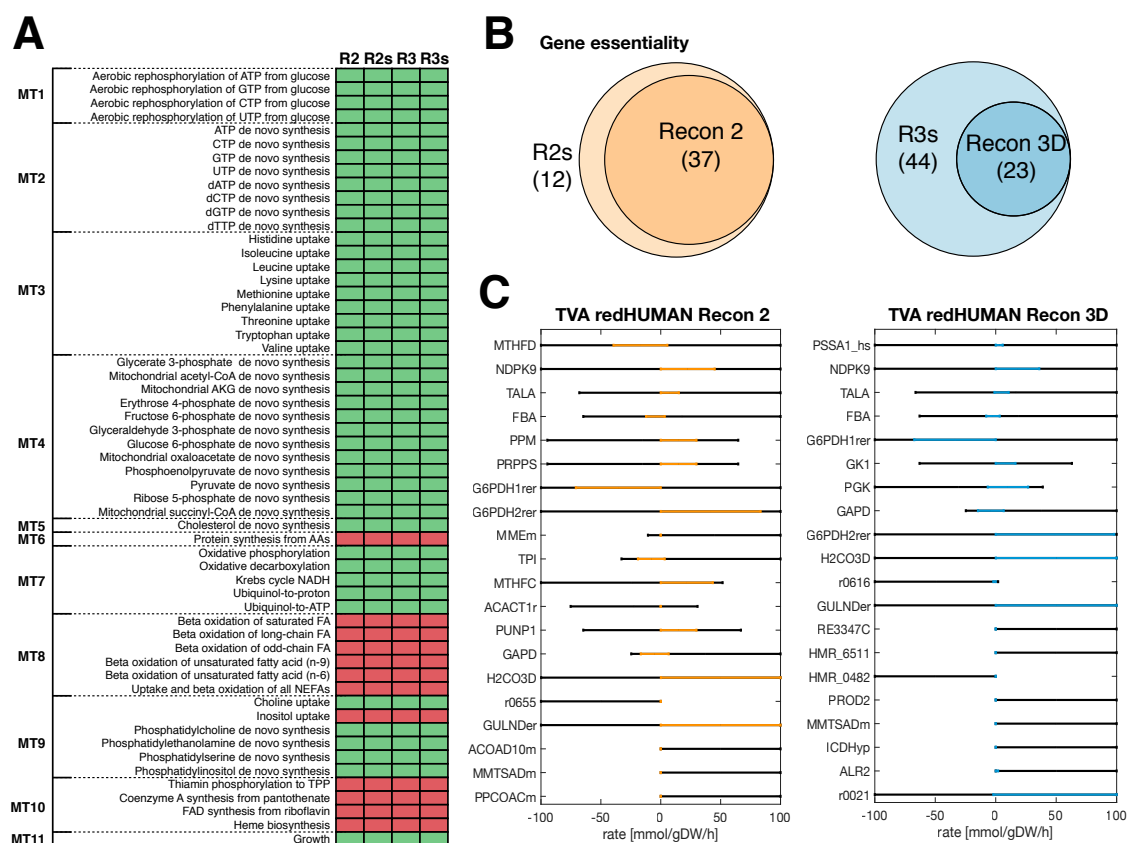 A
R2 R2s R3 R3s
MT1
Aerobic rephosphorylation of ATP from glucose
Aerobic rephosphorylation of GTP from glucose
Aerobic rephosphorylation of CTP from glucose
Aerobic rephosphorylation of UTP from glucose
MT2
ATP de novo synthesis
CTP de novo synthesis
GTP de novo synthesis
UTP de novo synthesis
dATP de novo synthesis
dCTP de novo synthesis
dGTP de novo synthesis
dTTP de novo synthesis
MT3
Histidine uptake
Isoleucine uptake
Leucine uptake
Lysine uptake
Methionine uptake
Phenylalanine uptake
Threonine uptake
Tryptophan uptake
Valine uptake
MT4
Glycerate 3-phosphate de novo synthesis
Mitochondrial acetyl-CoA de novo synthesis
Mitochondrial AKG de novo synthesis
Erythrose 4-phosphate de novo synthesis
Fructose 6-phosphate de novo synthesis
Glyceraldehyde 3-phosphate de novo synthesis
Glucose 6-phosphate de novo synthesis
Mitochondrial oxaloacetate de novo synthesis
Phosphoenolpyruvate de novo synthesis
Pyruvate de novo synthesis
Ribose 5-phosphate de novo synthesis
Mitochondrial succinyl-CoA de novo synthesis
MT5
Cholesterol de novo synthesis
MT6
Protein synthesis from AAs
MT7
Oxidative phosphorylation
Oxidative decarboxylation
Krebs cycle NADH
Ubiquinol-to-proton
Ubiquinol-to-ATP
MT8
Beta oxidation of saturated FA
Beta oxidation of long-chain FA
Beta oxidation of odd-chain FA
Beta oxidation of unsaturated fatty acid (n-9)
Beta oxidation of unsaturated fatty acid (n-6)
Uptake and beta oxidation of all NEFAs
MT9
Choline uptake
Inositol uptake
Phosphatidylcholine de novo synthesis
Phosphatidylethanolamine de novo synthesis
Phosphatidylserine de novo synthesis
Phosphatidylinositol de novo synthesis
MT10
Thiamin phosphorylation to TPP
Coenzyme A synthesis from pantothenate
FAD synthesis from riboflavin
Heme biosynthesis
MT11
Growth
B
Gene essentiality
R2s
(12)
Recon 2
(37)
R3s
(44)
Recon 3D
(23)
C
TVA redHUMAN Recon 2
MTHFD
NDPK9
TALA
FBA
PPM
PRPPS
G6PDH1rer
G6PDH2rer
MMEm
TPI
MTHFC
ACACT1r
PUNP1
GAPD
H2CO3D
r0655
GULNDer
ACOAD10m
MMTSADm
PPCOACm
-100 -50 0 50 100
rate [mmol/gDW/h]
TVA redHUMAN Recon 3D
PSSA1_hs
NDPK9
TALA
FBA
G6PDH1rer
GK1
PGK
GAPD
G6PDH2rer
H2CO3D
r0616
GULNDer
RE3347C
HMR_6511
HMR_0482
PROD2
MMTSADm
ICDHyp
ALR2
r0021
-100 -50 0 50 100
rate [mmol/gDW/h]